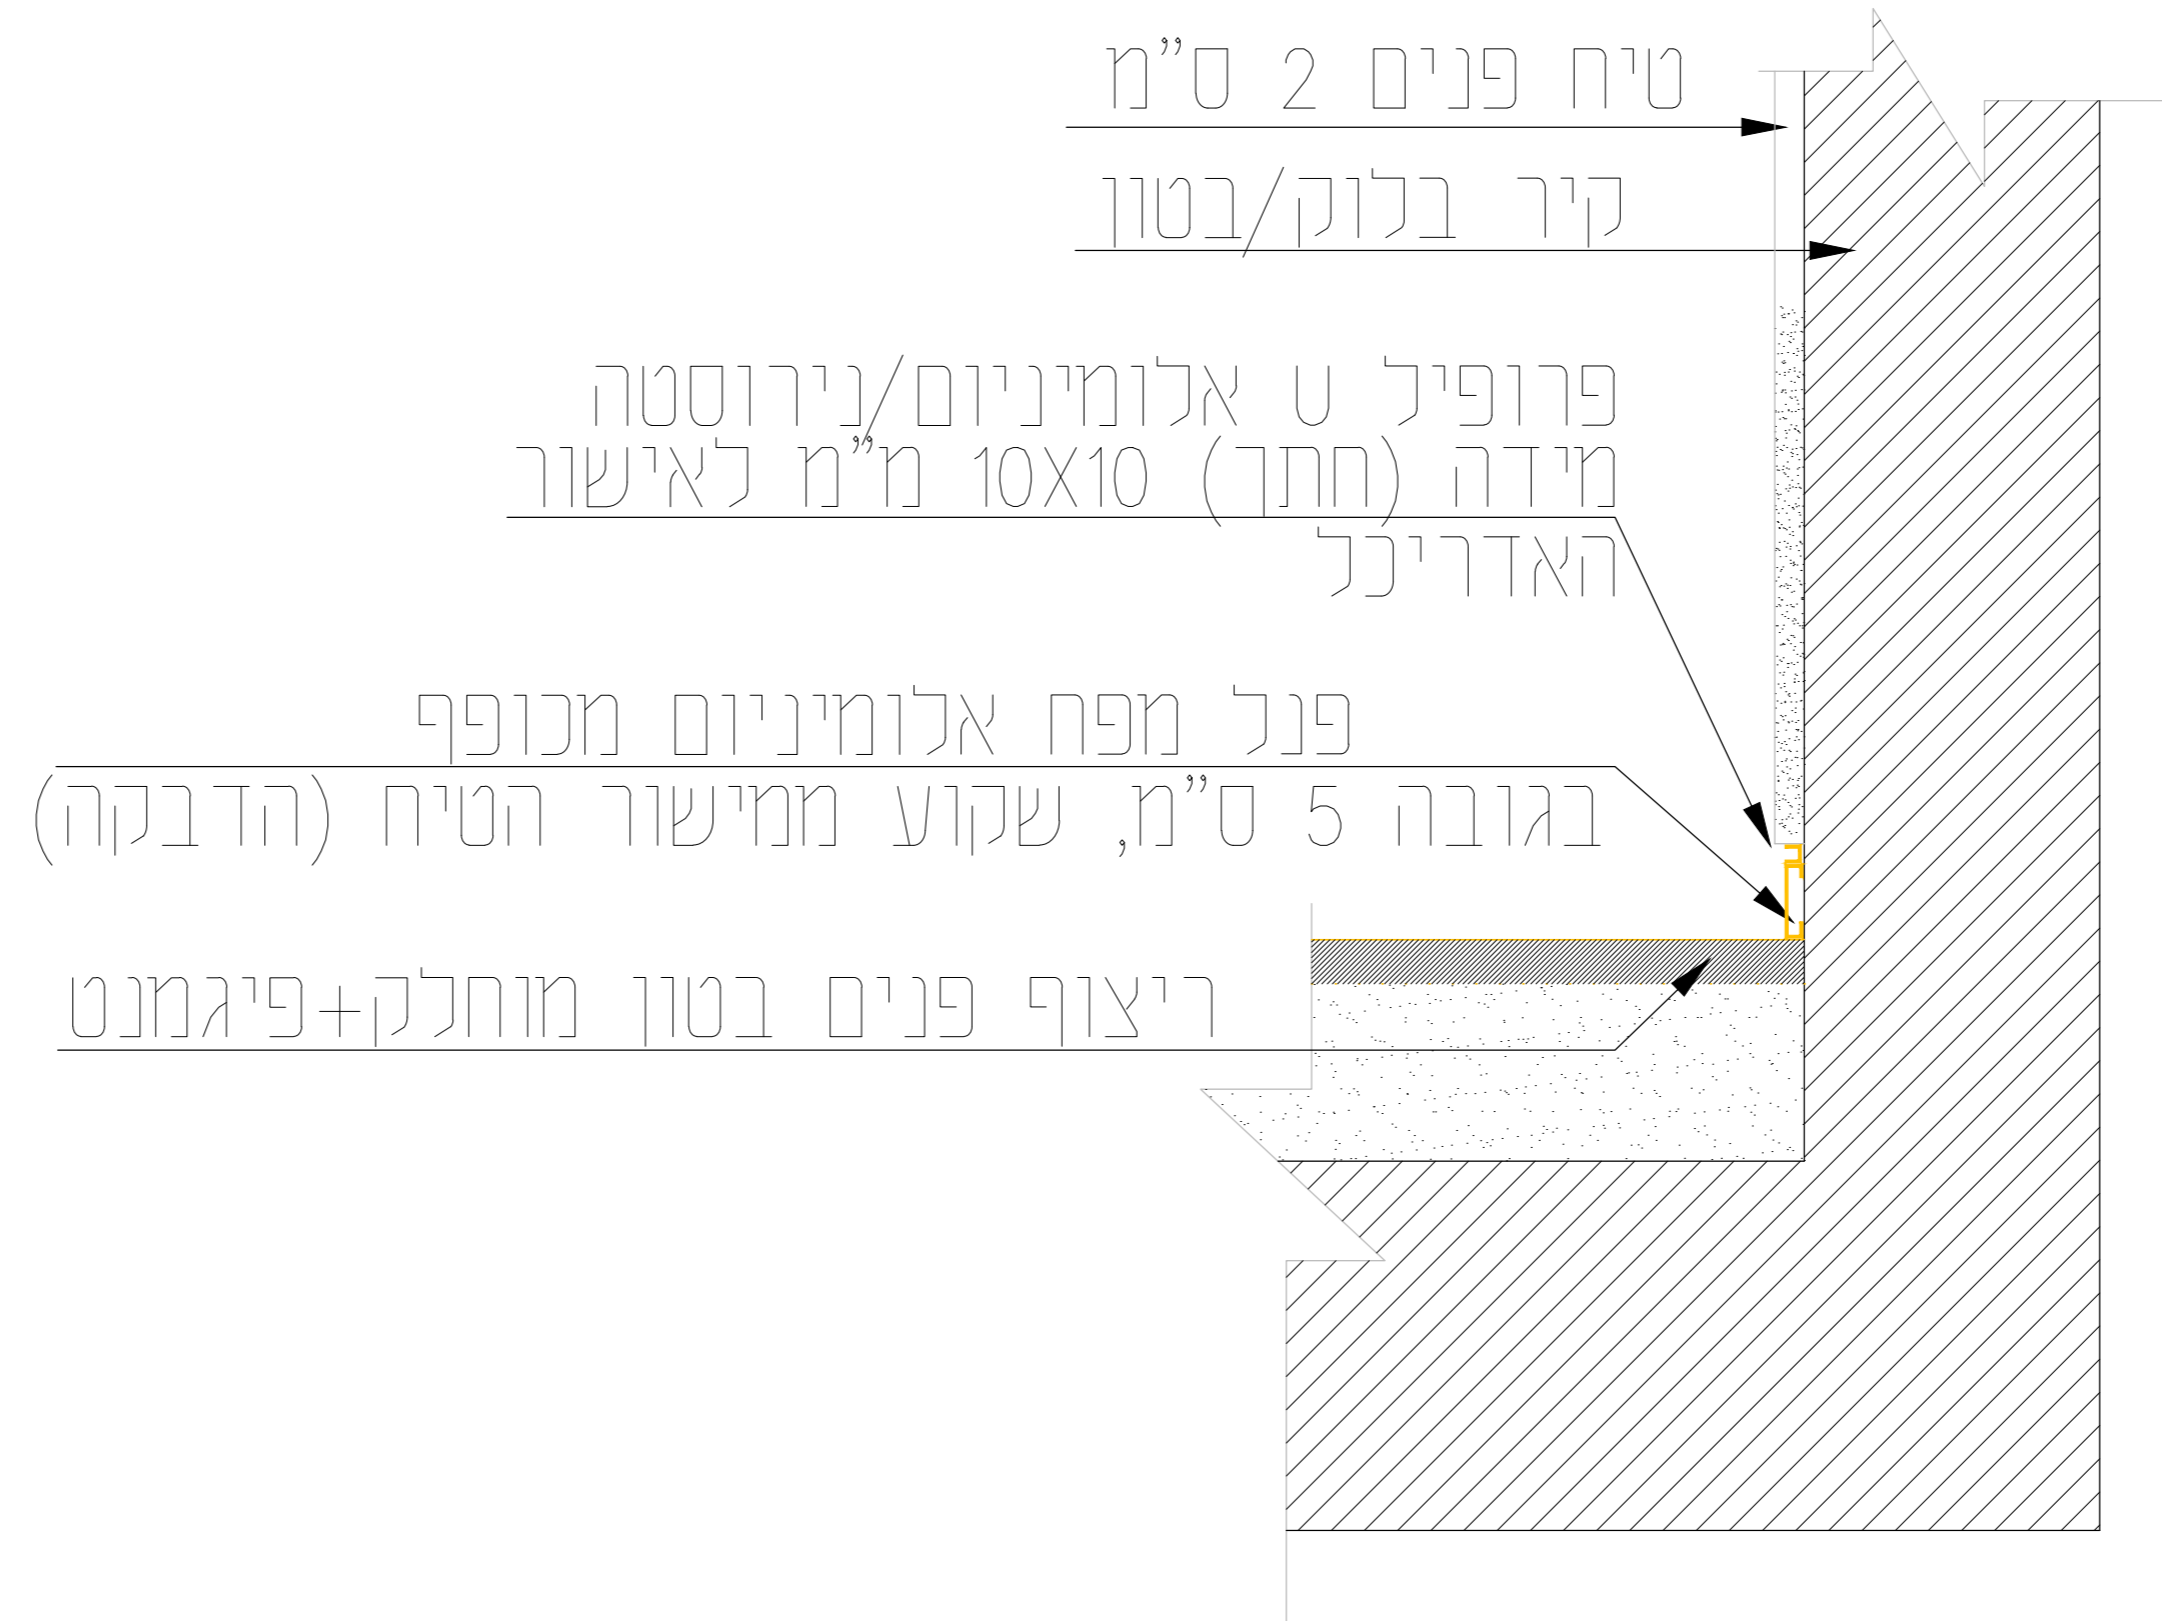 טיח פנים 2 ס"מ
קיר בלוק/בטון
פרופיל U אלומיניום/נירוסטה
מידה (חתך) 10X10 מ"מ לאישור
האדריכל
פנל מפח אלומיניום מכופף
בגובה 5 ס"מ, שקוע ממישור הטיח (הדבקה)
ריצוף פנים בטון מוחלק+פיגמנט